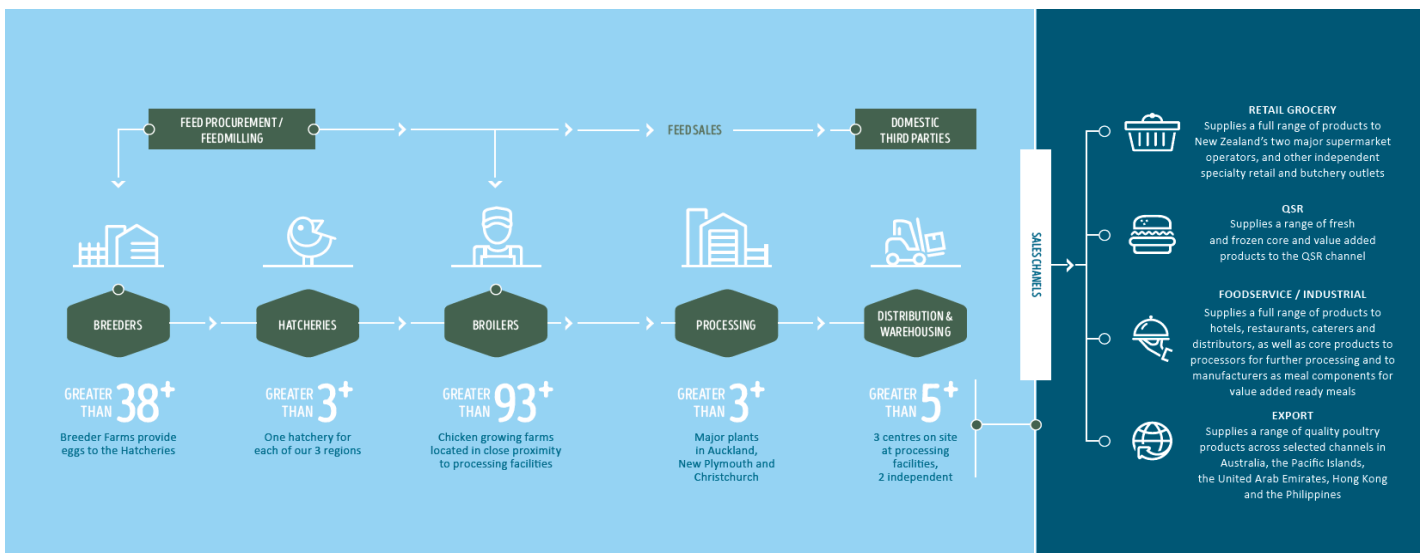 FEED PROCUREMENT /
FEEDMILLING
FEED SALES
DOMESTIC
THIRD PARTIES
BREEDERS
HATCHERIES
BROILERS
PROCESSING
DISTRIBUTION &
WAREHOUSING
GREATER
THAN 38+
Breeder Farms provide
eggs to the Hatcheries
GREATER
THAN 3+
One hatchery for
each of our 3 regions
GREATER
THAN 93+
Chicken growing farms
located in close proximity
to processing facilities
GREATER
THAN 3+
Major plants
in Auckland,
New Plymouth and
Christchurch
GREATER
THAN 5+
3 centres on site
at processing
facilities,
2 independent
SALES CHANELS
RETAIL GROCERY
Supplies a full range of products to
New Zealand's two major supermarket
operators, and other independent
specialty retail and butchery outlets
QSR
Supplies a range of fresh
and frozen core and value added
products to the QSR channel
FOODSERVICE / INDUSTRIAL
Supplies a full range of products to
hotels, restaurants, caterers and
distributors, as well as core products to
processors for further processing and to
manufacturers as meal components for
value added ready meals
EXPORT
Supplies a range of quality poultry
products across selected channels in
Australia, the Pacific Islands,
the United Arab Emirates, Hong Kong
and the Philippines